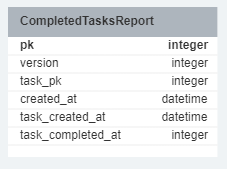 CompletedTasksReport
pk integer
version integer
task_pk integer
created_at datetime
task_created_at datetime
task_completed_at integer